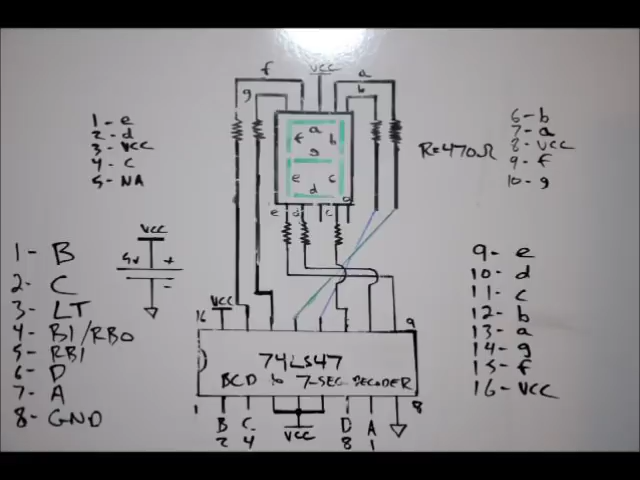 f
VCC
a
g
b
a
f
b
g
e
c
d
R=470Ω
1- e
2- d
3- VCC
4- C
5- NA
6- b
7- a
8- VCC
9- f
10- g
e
d
c
VCC
5v
+
-
1- B
2- C
3- LT
4- BI/RBO
5- RBI
6- D
7- A
8- GND
9- e
10- d
11- c
12- b
13- a
14- g
15- f
16- VCC
16
VCC
9
74LS47
BCD to 7-SEG DECODER
1
8
B
2
C
4
VCC
D
8
A
1